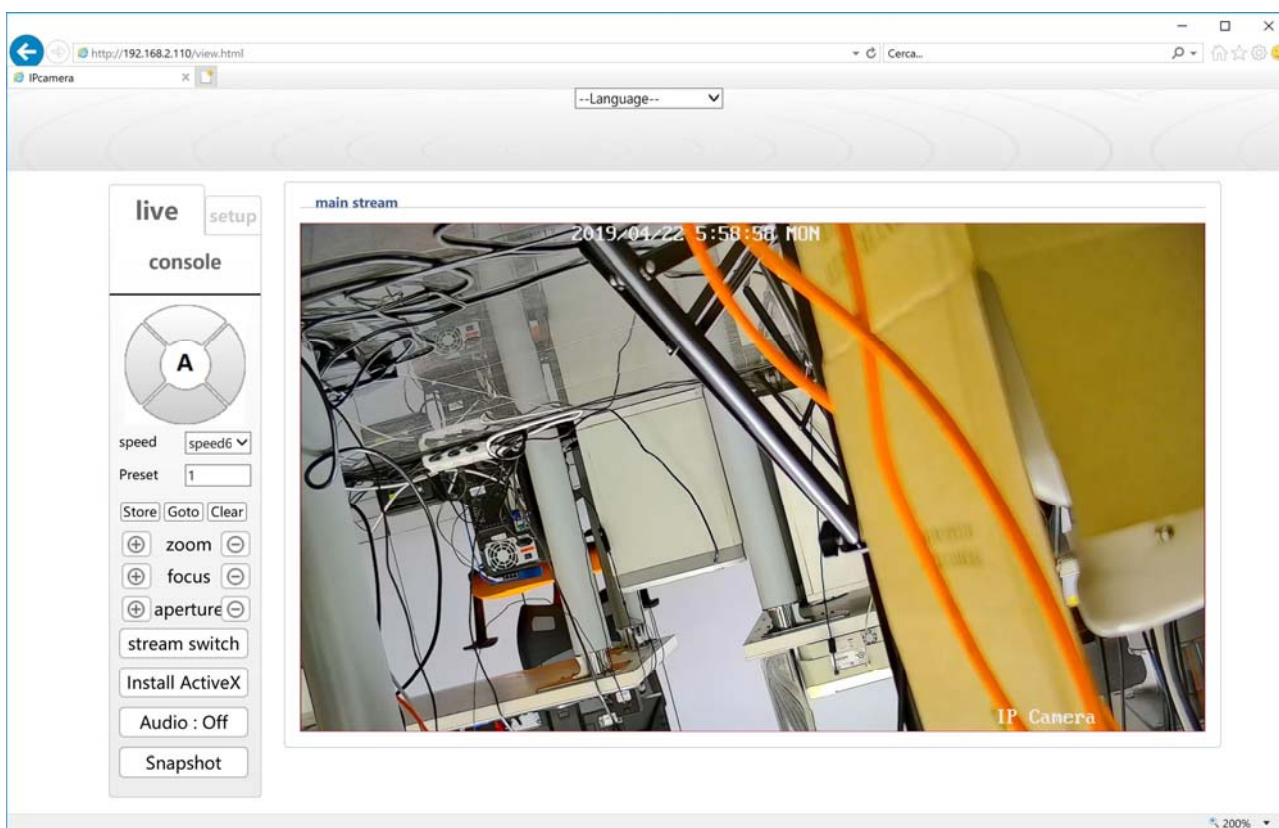 http://192.168.2.110/view.html
Cerca...
IPcamera
--Language--
live
setup
console
A
speed
speed6
Preset
1
Store
Goto
Clear
zoom
focus
aperture
stream switch
Install ActiveX
Audio : Off
Snapshot
main stream
2019/04/22 5:58:58 MON
IP Camera
200%